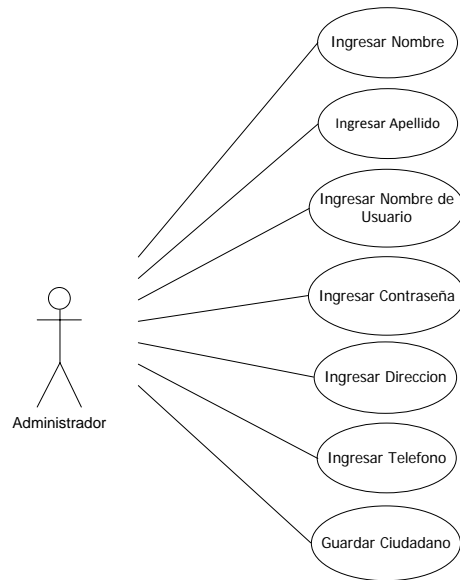 Ingresar Nombre
Ingresar Apellido
Ingresar Nombre de
Usuario
Ingresar Contraseña
Ingresar Direccion
Administrador
Ingresar Telefono
Guardar Ciudadano